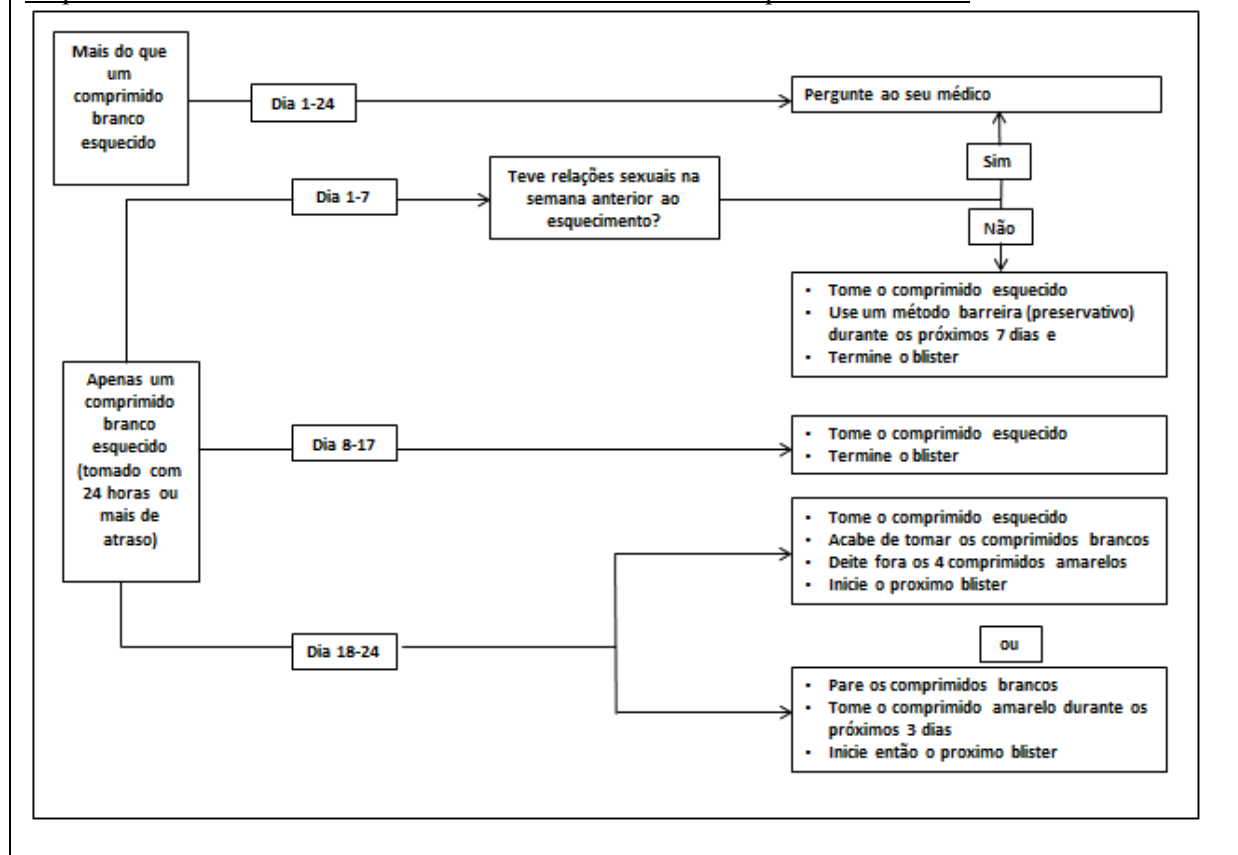 Mais do que
um
comprimido
branco
esquecido
Dia 1-24
Pergunte ao seu médico
Sim
Dia 1-7
Teve relações sexuais na
semana anterior ao
esquecimento?
Não
• Tome o comprimido esquecido
• Use um método barreira (preservativo)
durante os próximos 7 dias e
• Termine o blister
Apenas um
comprimido
branco
esquecido
(tomado com
24 horas ou
mais de
atraso)
Dia 8-17
• Tome o comprimido esquecido
• Termine o blister
• Tome o comprimido esquecido
• Acabe de tomar os comprimidos brancos
• Deite fora os 4 comprimidos amarelos
• Inicie o proximo blister
Dia 18-24
ou
• Pare os comprimidos brancos
• Tome o comprimido amarelo durante os
próximos 3 dias
• Inicie então o proximo blister